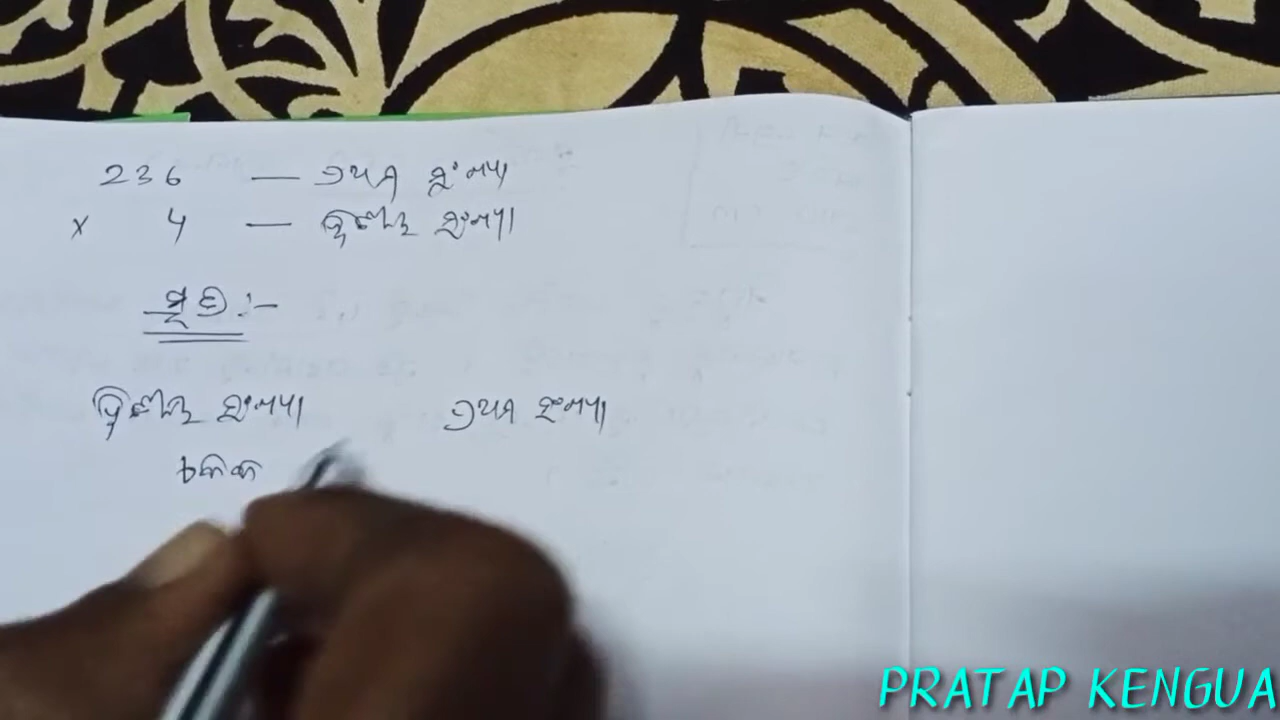 236 — ପ୍ରଥମ ସଂଖ୍ୟା
× 4 — ଦ୍ୱିତୀୟ ସଂଖ୍ୟା
ସୂତ୍ର :-
ଦ୍ୱିତୀୟ ସଂଖ୍ୟା ପ୍ରଥମ ସଂଖ୍ୟା
ଏକକ
PRATAP KENGUA